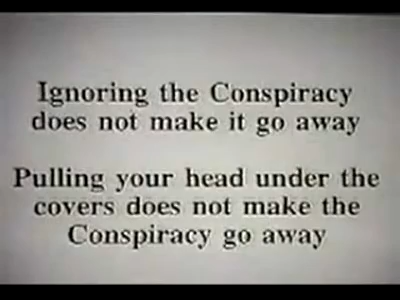 Ignoring the Conspiracy
does not make it go away
Pulling your head under the
covers does not make the
Conspiracy go away